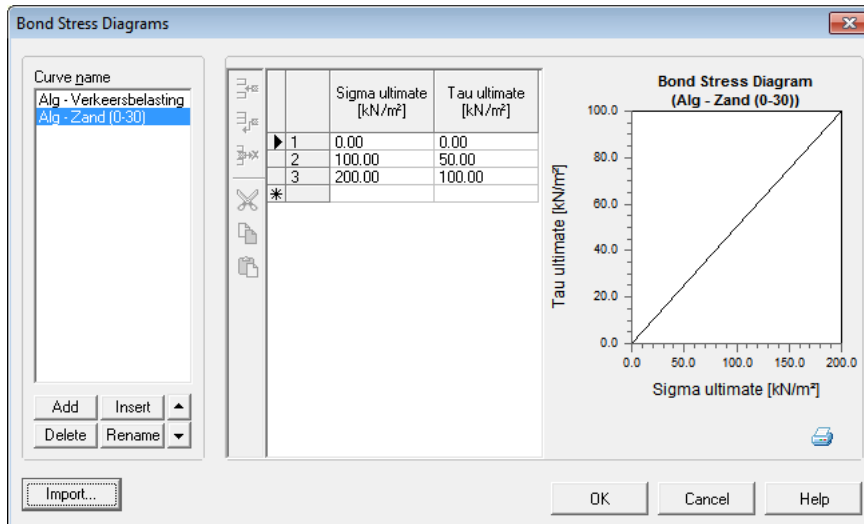 Bond Stress Diagrams
Curve name
Alg - Verkeersbelasting
Alg - Zand (0-30)
Add
Insert
Delete
Rename
Import...
Sigma ultimate
[kN/m²]
Tau ultimate
[kN/m²]
1 0.00 0.00
2 100.00 50.00
3 200.00 100.00
Bond Stress Diagram
(Alg - Zand (0-30))
Tau ultimate [kN/m²]
100.0
80.0
60.0
40.0
20.0
0.0
0.0 50.0 100.0 150.0 200.0
Sigma ultimate [kN/m²]
OK
Cancel
Help